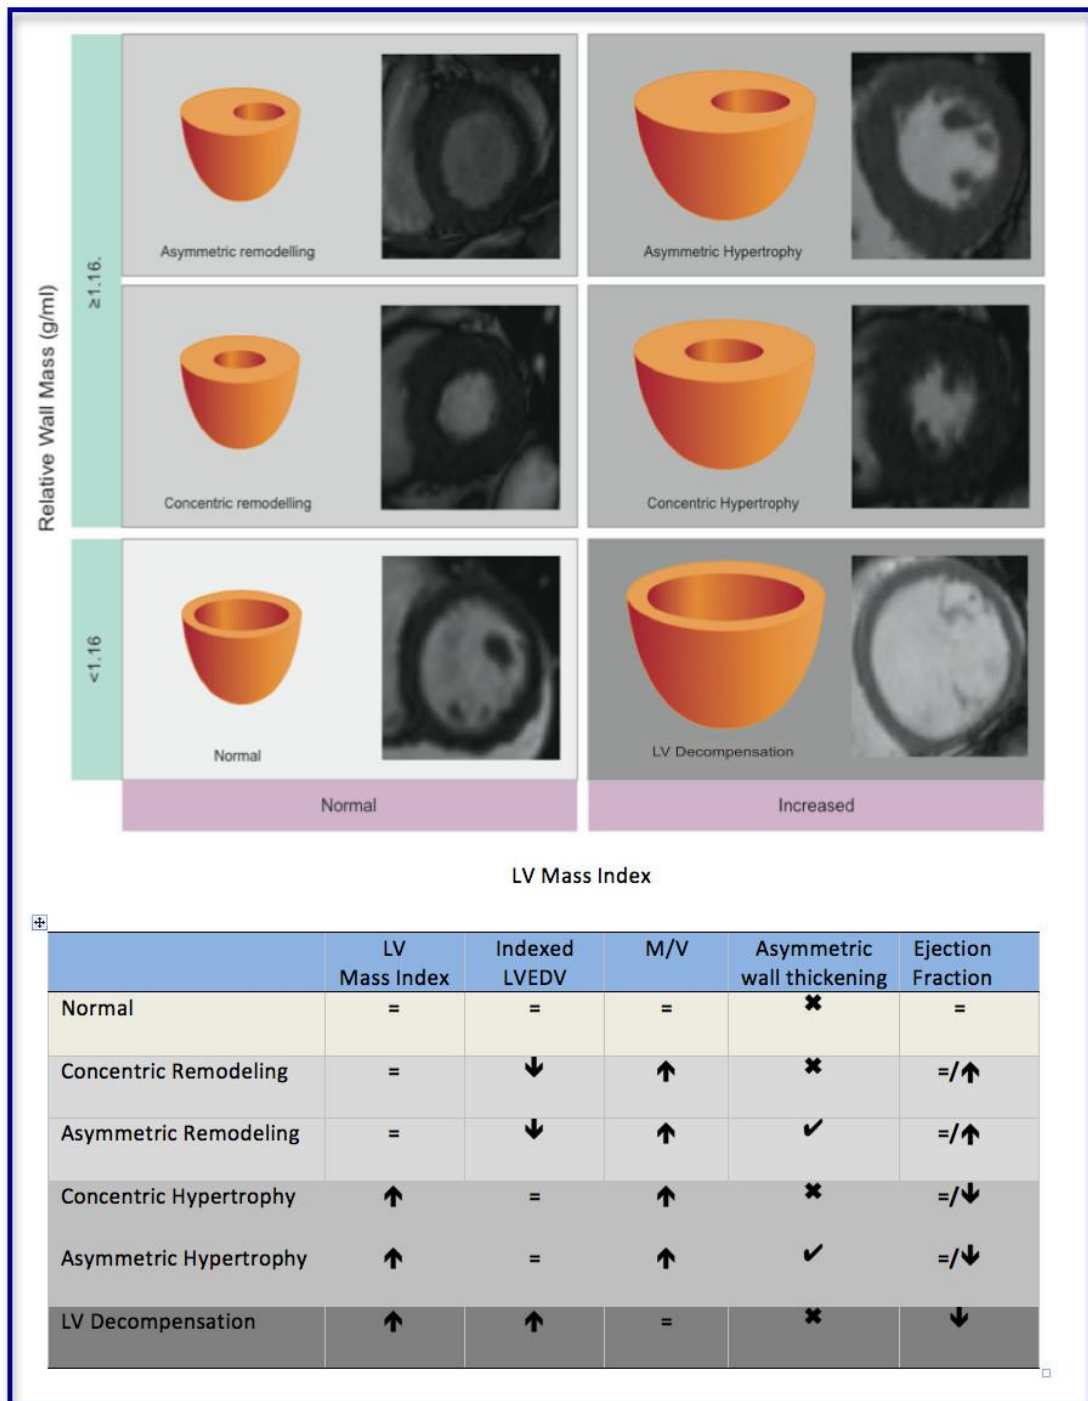 Relative Wall Mass (g/ml)
≥1.16.
<1.16
Asymmetric remodelling
Asymmetric Hypertrophy
Concentric remodelling
Concentric Hypertrophy
Normal
LV Decompensation
Normal
Increased
LV Mass Index
LV Mass Index
Indexed LVEDV
M/V
Asymmetric wall thickening
Ejection Fraction
Normal = = = ✖ =
Concentric Remodeling = ↓ ↑ ✖ =/↑
Asymmetric Remodeling = ↓ ↑ ✔ =/↑
Concentric Hypertrophy ↑ = ↑ ✖ =/↓
Asymmetric Hypertrophy ↑ = ↑ ✔ =/↓
LV Decompensation ↑ ↑ = ✖ ↓